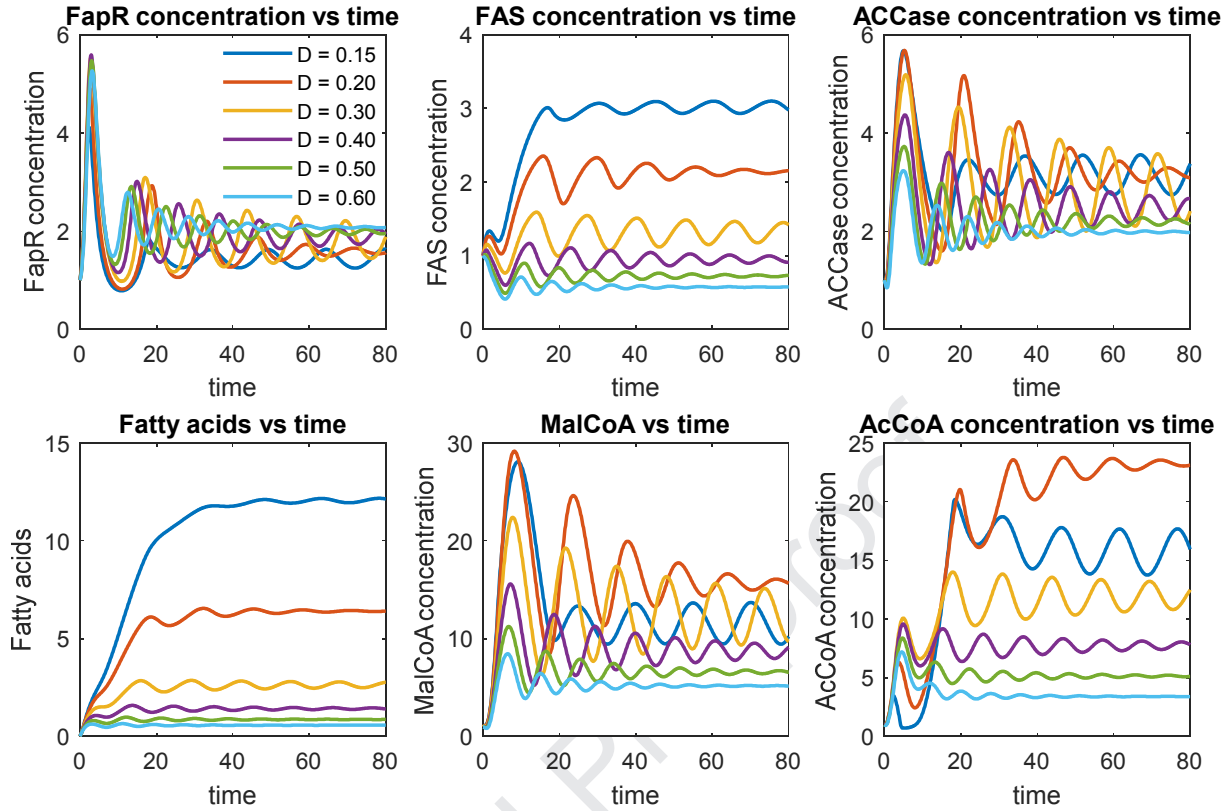 FapR concentration vs time
FAS concentration vs time
ACCase concentration vs time
FapR concentration
6
4
2
0
D = 0.15
D = 0.20
D = 0.30
D = 0.40
D = 0.50
D = 0.60
0 20 40 60 80
time
FAS concentration
4
3
2
1
0
0 20 40 60 80
time
ACCase concentration
6
4
2
0
0 20 40 60 80
time
Fatty acids vs time
MalCoA vs time
AcCoA concentration vs time
Fatty acids
15
10
5
0
0 20 40 60 80
time
MalCoA concentration
30
20
10
0
0 20 40 60 80
time
AcCoA concentration
25
20
15
10
5
0
0 20 40 60 80
time